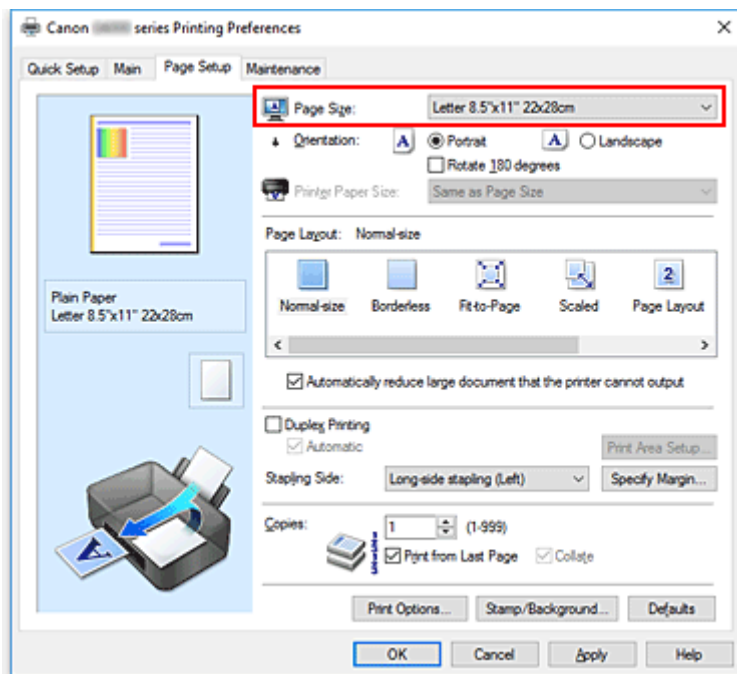 Canon series Printing Preferences
Quick Setup Main Page Setup Maintenance
Page Size: Letter 8.5"x11" 22x28cm
Orientation: A Portrait A Landscape
Rotate 180 degrees
Printer Paper Size: Same as Page Size
Page Layout: Normal-size
2
Normal-size Borderless Fit-to-Page Scaled Page Layout
Plain Paper
Letter 8.5"x11" 22x28cm
Automatically reduce large document that the printer cannot output
Duplex Printing
Automatic
Print Area Setup...
Stapling Side: Long-side stapling (Left) Specify Margin...
Copies: 1 (1-999)
Print from Last Page Collate
A
Print Options... Stamp/Background... Defaults
OK Cancel Apply Help